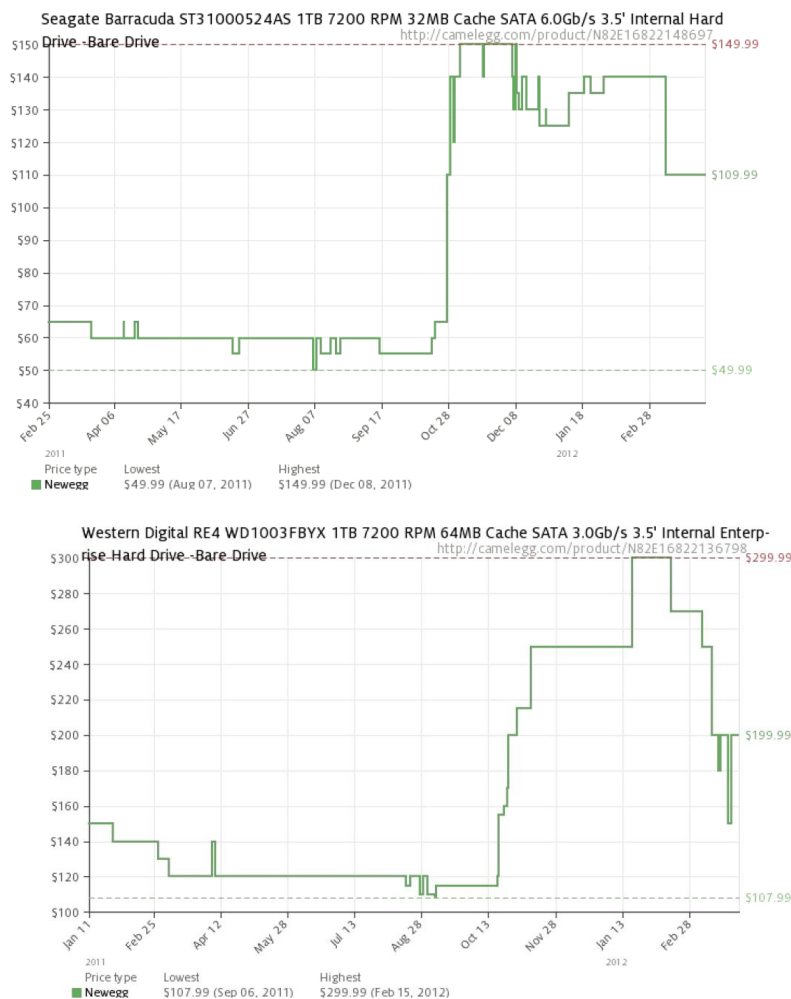 Seagate Barracuda ST31000524AS 1TB 7200 RPM 32MB Cache SATA 6.0Gb/s 3.5' Internal Hard
Drive -Bare Drive
http://camelegg.com/product/N82E16822148697
$150
$149.99
$140
$130
$120
$110
$109.99
$100
$90
$80
$70
$60
$50
$49.99
$40
Feb 25 Apr 06 May 17 Jun 27 Aug 07 Sep 17 Oct 28 Dec 08 Jan 18 Feb 28
2011 2012
Price type Lowest Highest
Newegg $49.99 (Aug 07, 2011) $149.99 (Dec 08, 2011)
Western Digital RE4 WD1003FBYX 1TB 7200 RPM 64MB Cache SATA 3.0Gb/s 3.5' Internal Enterp-
rise Hard Drive -Bare Drive
http://camelegg.com/product/N82E16822136798
$300
$299.99
$280
$260
$240
$220
$200
$199.99
$180
$160
$140
$120
$107.99
$100
Jan 11 Feb 25 Apr 12 May 28 Jul 13 Aug 28 Oct 13 Nov 28 Jan 13 Feb 28
2011 2012
Price type Lowest Highest
Newegg $107.99 (Sep 06, 2011) $299.99 (Feb 15, 2012)